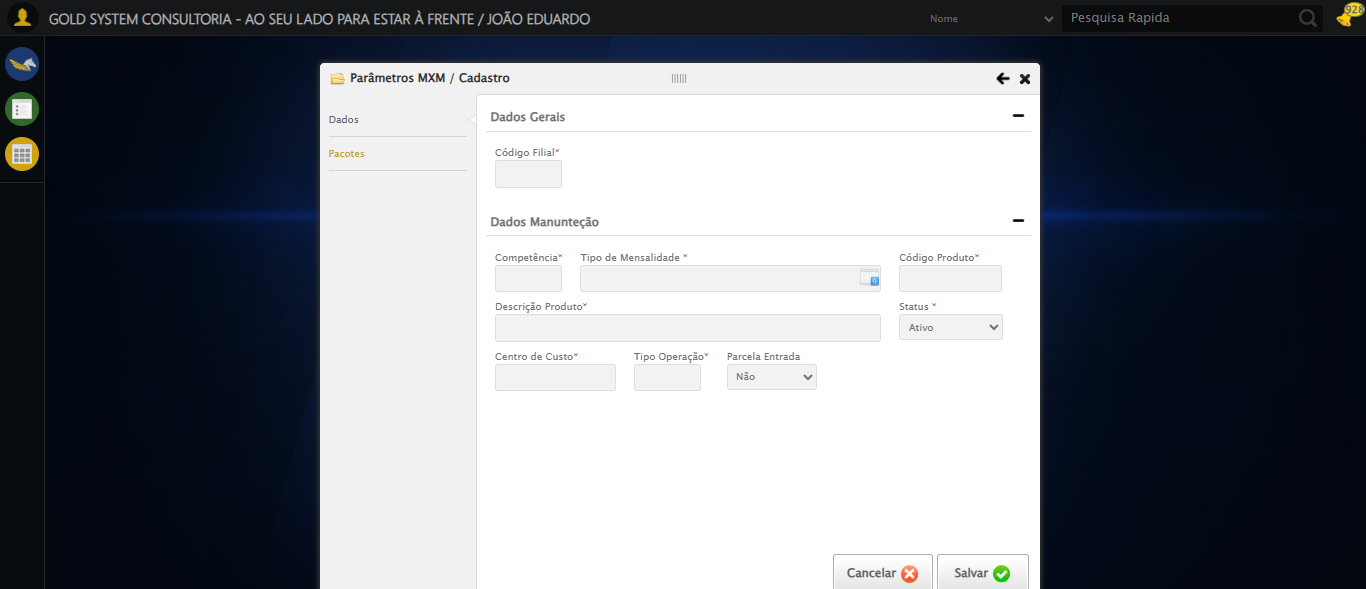 GOLD SYSTEM CONSULTORIA - AO SEU LADO PARA ESTAR À FRENTE / JOÃO EDUARDO
Nome
Pesquisa Rapida
928
Parâmetros MXM / Cadastro
Dados
Pacotes
Dados Gerais
Código Filial*
Dados Manunteção
Competência* Tipo de Mensalidade * Código Produto*
Descrição Produto* Status *
Ativo
Centro de Custo* Tipo Operação* Parcela Entrada
Não
Cancelar Salvar